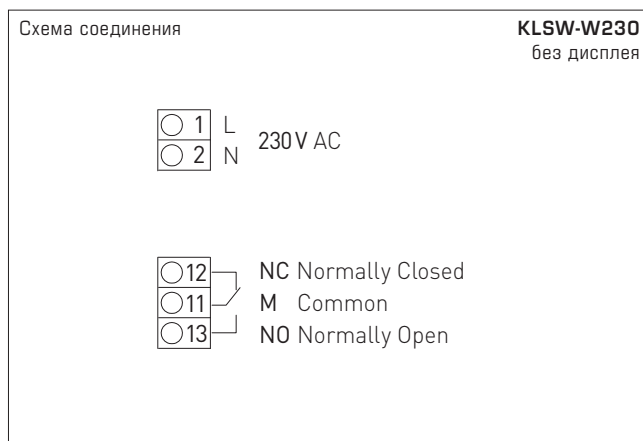 Схема соединения
KLSW-W230
без дисплея
1 L
230 V AC
2 N
12 NC Normally Closed
11 M Common
13 NO Normally Open